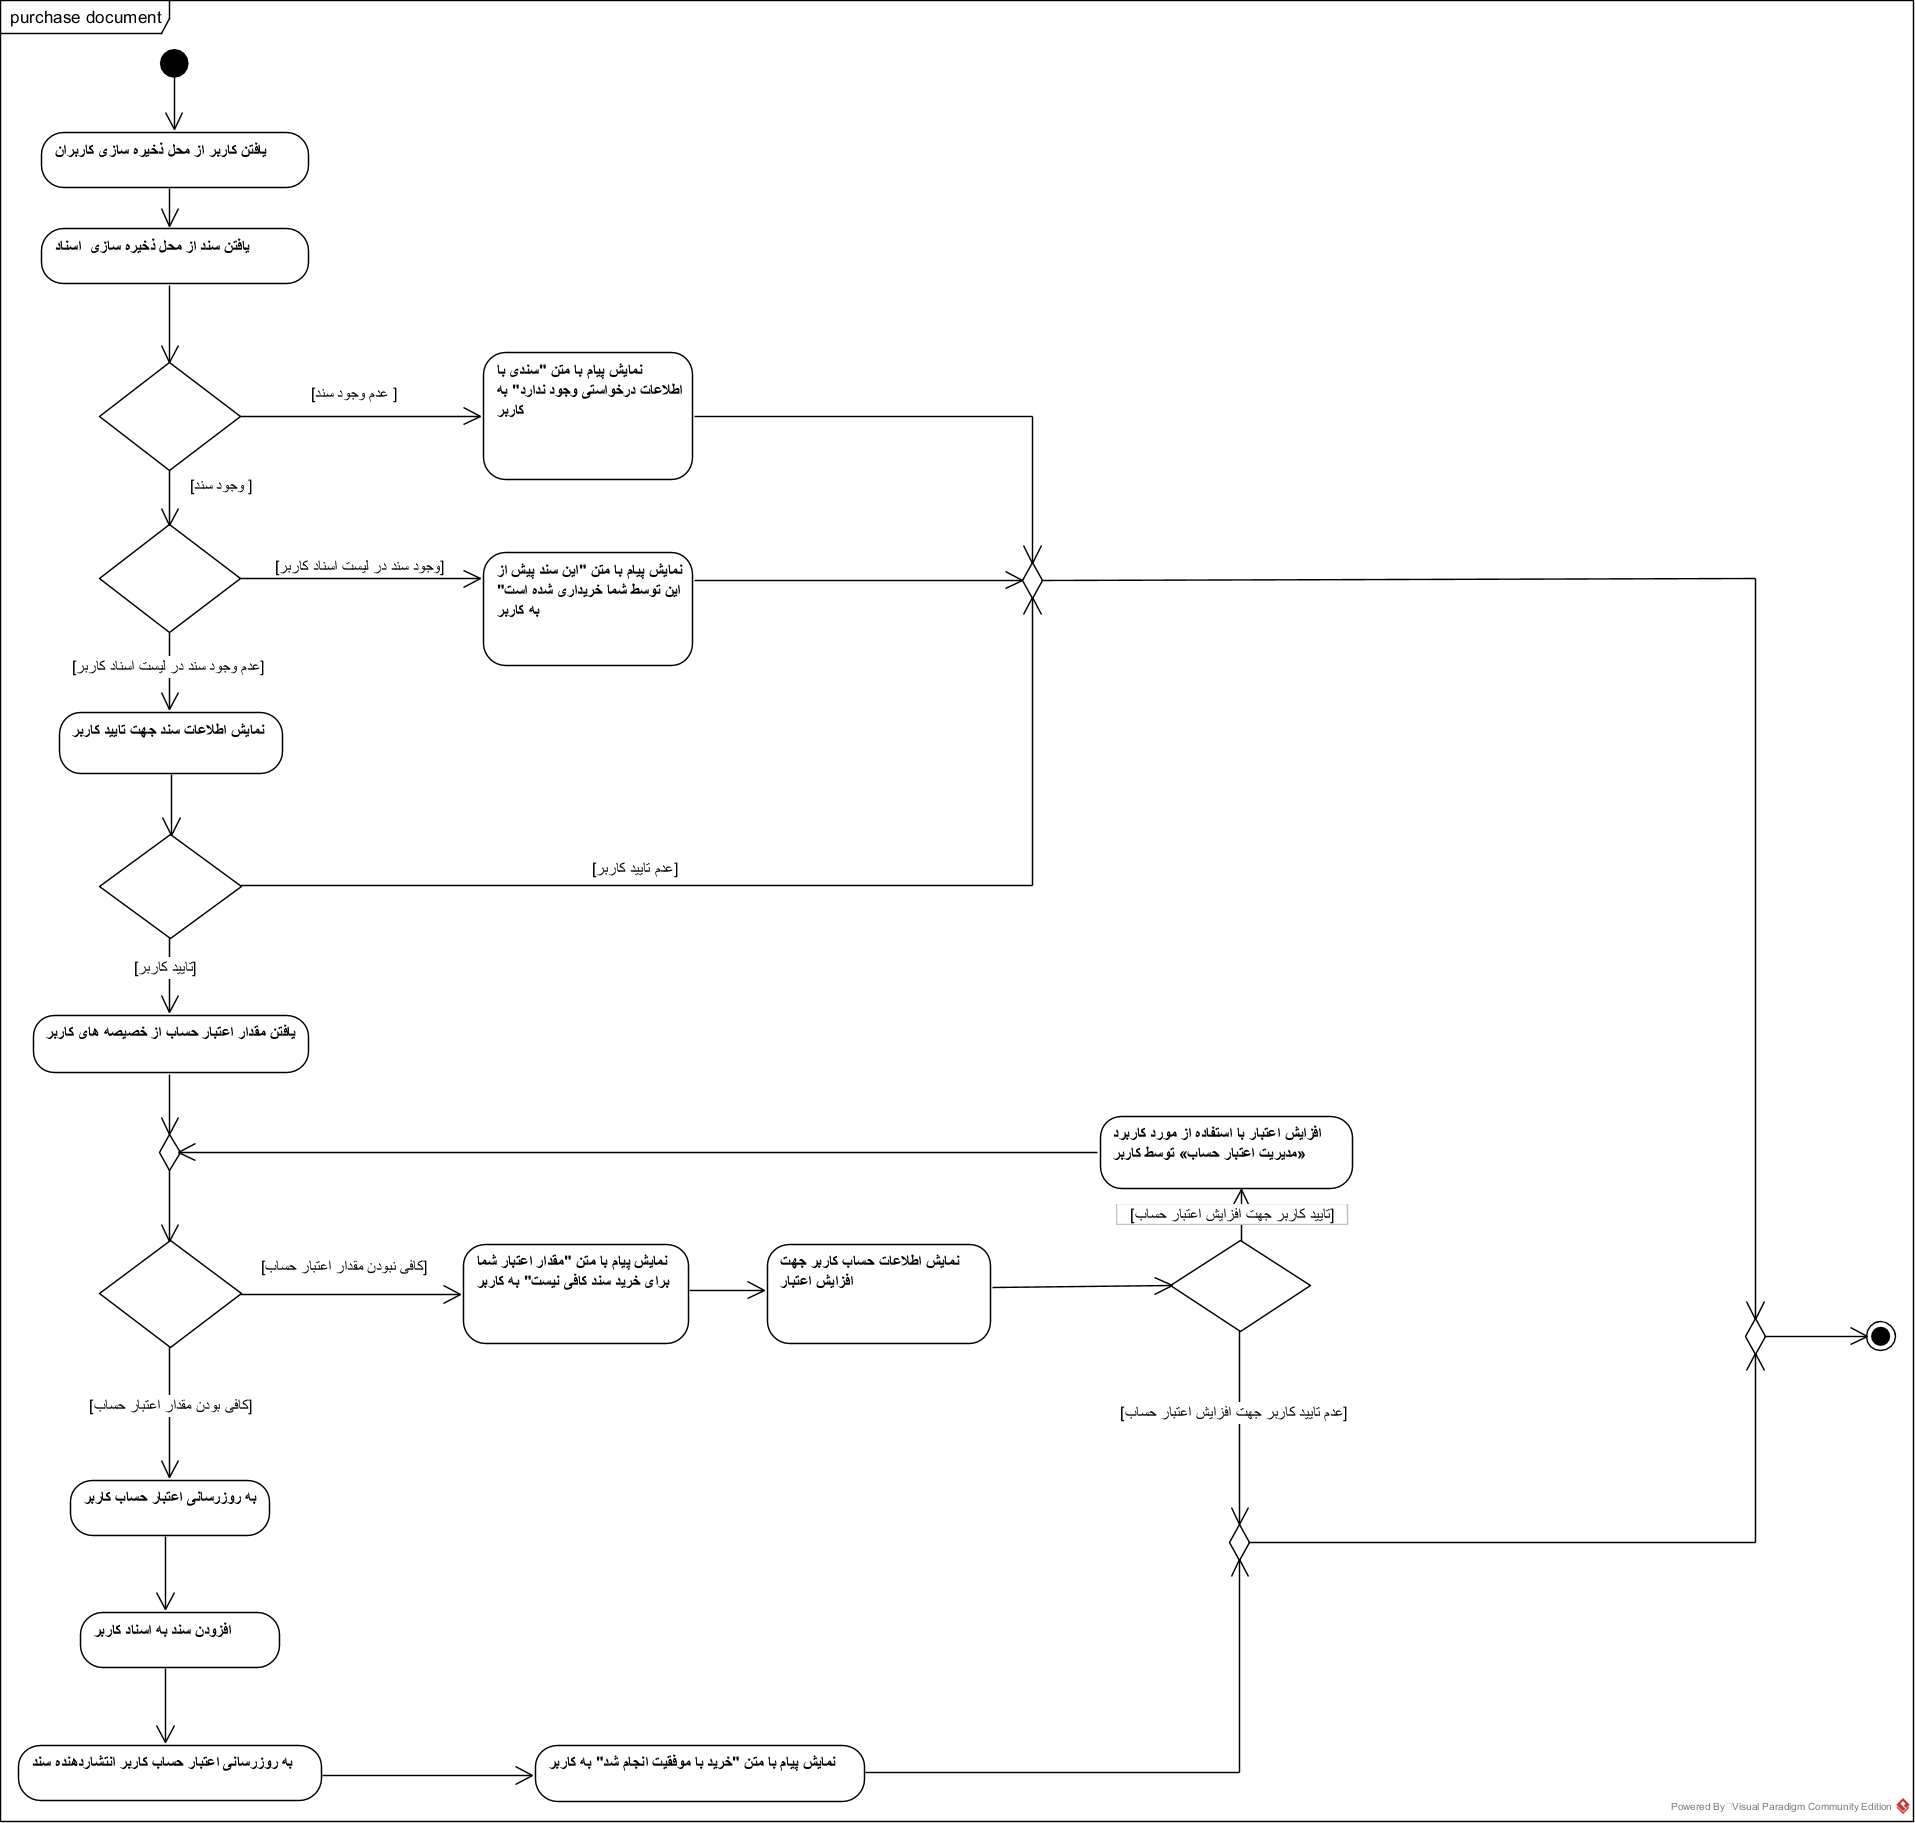 purchase document
یافتن کاربر از محل ذخیره سازی کاربران
یافتن سند از محل ذخیره سازی اسناد
[عدم وجود سند ]
نمایش پیام با متن "سندی با
اطلاعات درخواستی وجود ندارد" به
کاربر
[وجود سند ]
[وجود سند در لیست اسناد کاربر]
نمایش پیام با متن "این سند پیش از
این توسط شما خریداری شده است"
به کاربر
[عدم وجود سند در لیست اسناد کاربر]
نمایش اطلاعات سند جهت تایید کاربر
[عدم تایید کاربر]
[تایید کاربر]
یافتن مقدار اعتبار حساب از خصیصه های کاربر
افزایش اعتبار با استفاده از مورد کاربرد
«مدیریت اعتبار حساب» توسط کاربر
[تایید کاربر جهت افزایش اعتبار حساب]
[کافی نبودن مقدار اعتبار حساب]
نمایش پیام با متن "مقدار اعتبار شما
برای خرید سند کافی نیست" به کاربر
نمایش اطلاعات حساب کاربر جهت
افزایش اعتبار
[کافی بودن مقدار اعتبار حساب]
[عدم تایید کاربر جهت افزایش اعتبار حساب]
به روزرسانی اعتبار حساب کاربر
افزودن سند به اسناد کاربر
به روزرسانی اعتبار حساب کاربر انتشاردهنده سند
نمایش پیام با متن "خرید با موفقیت انجام شد" به کاربر
Powered By Visual Paradigm Community Edition